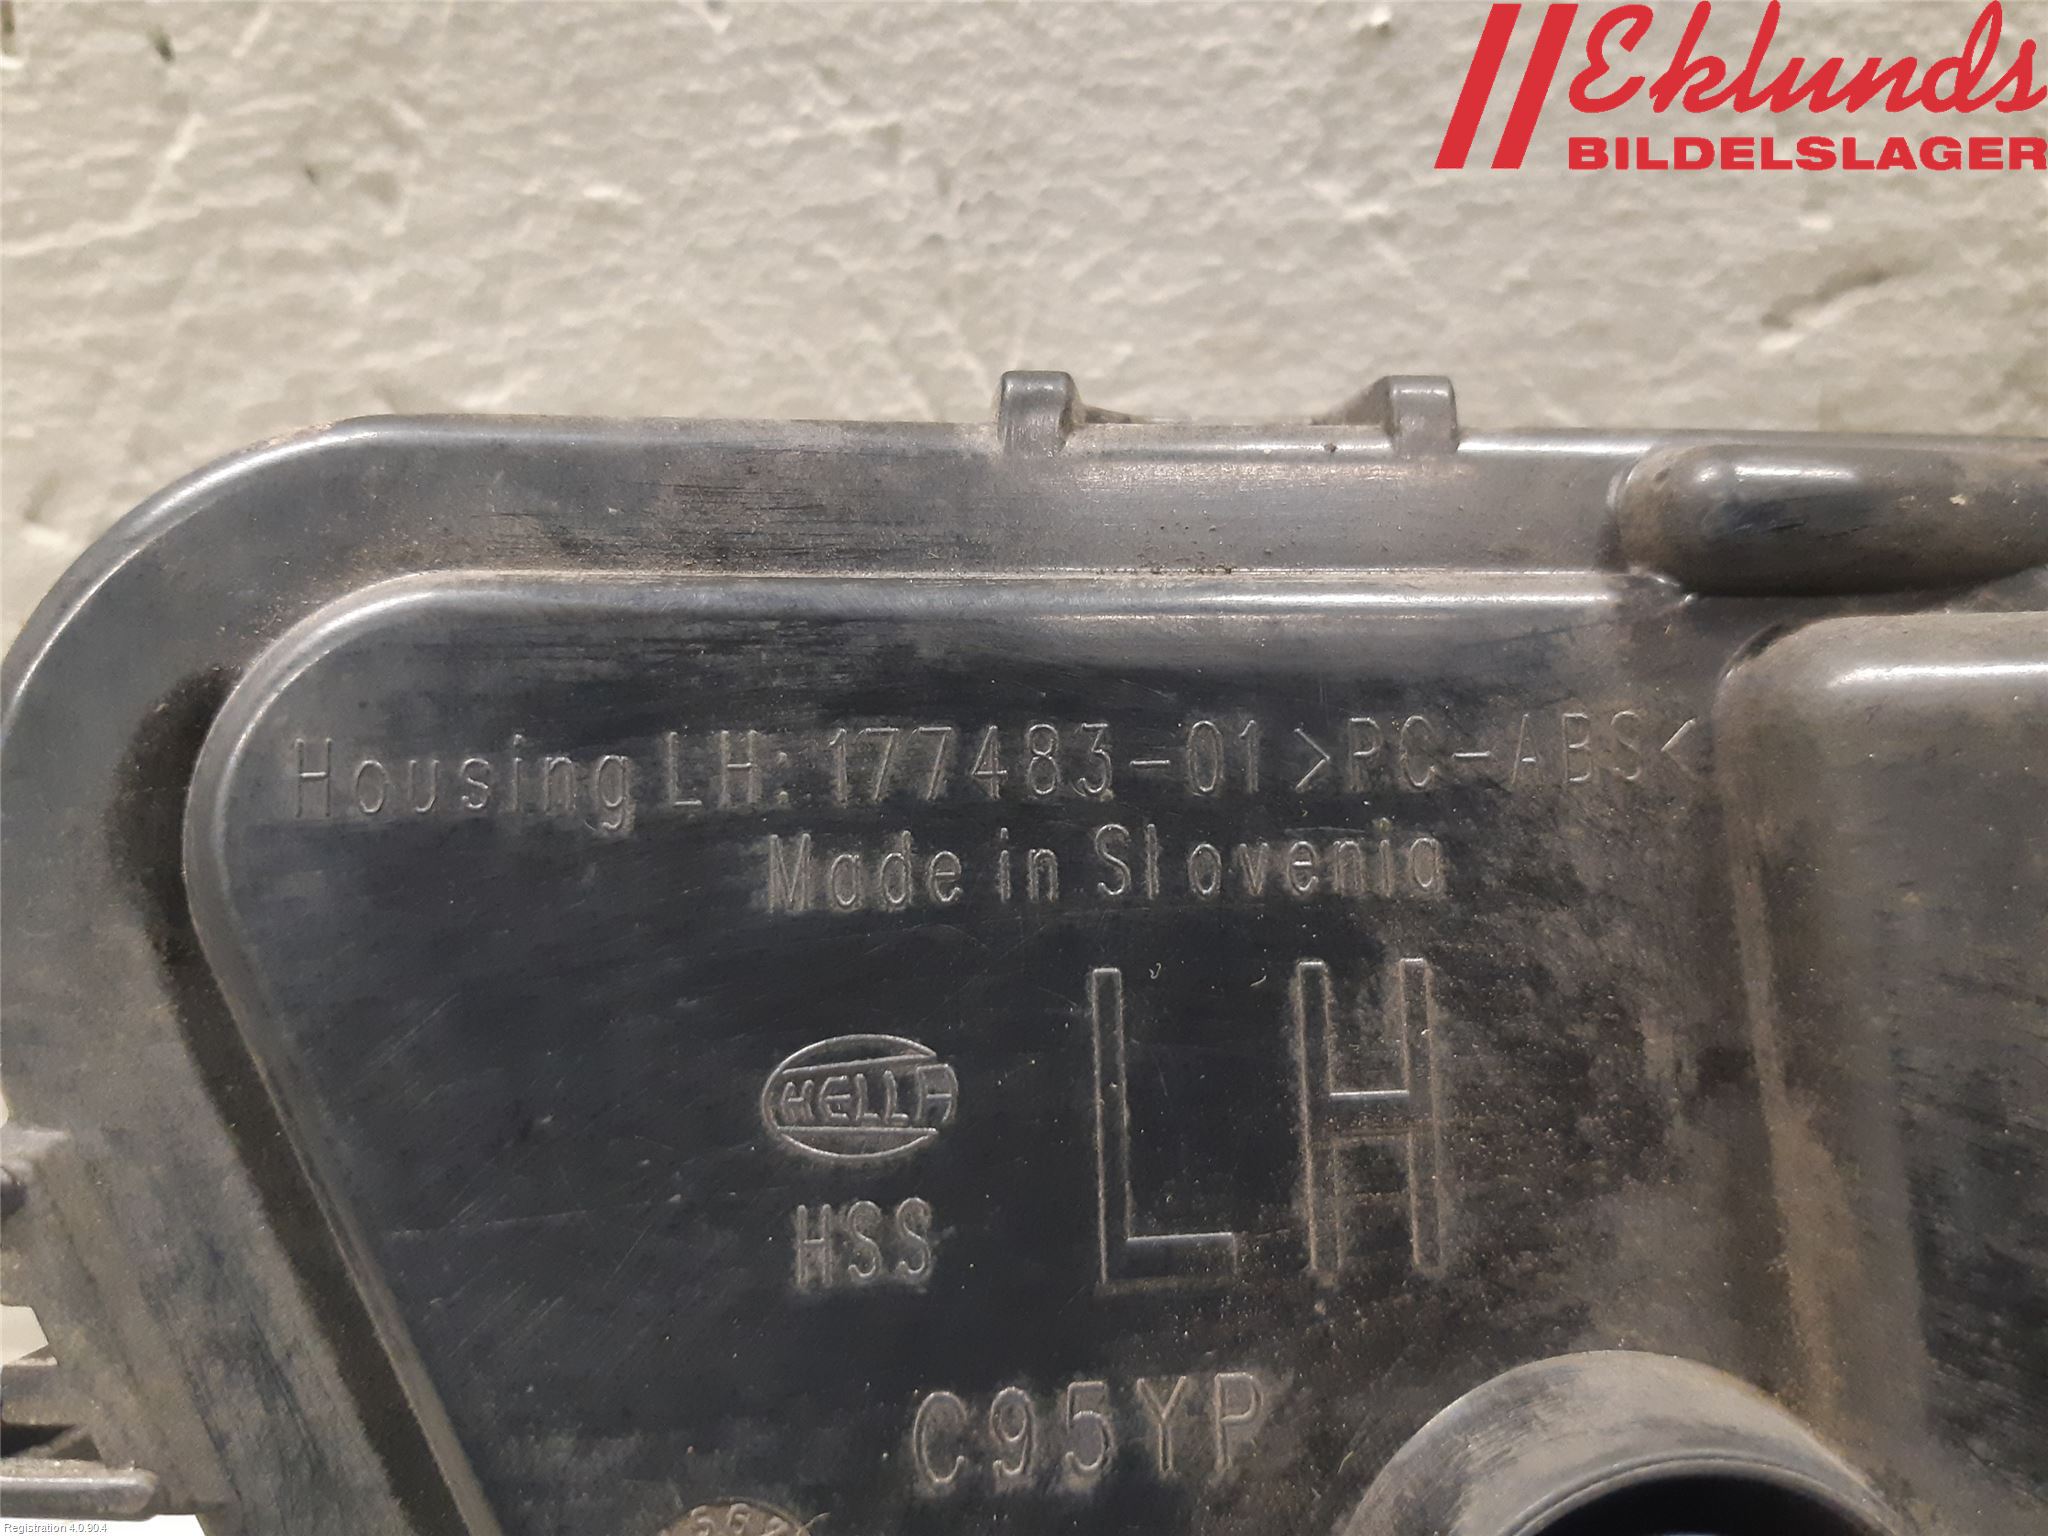 Eklunds
BILDELSLAGER
Housing LH: 177483-01 >PC-ABS<
Made in Slovenia
LH
HELLA
HSS
C95YP
Registration 4.0.90.4